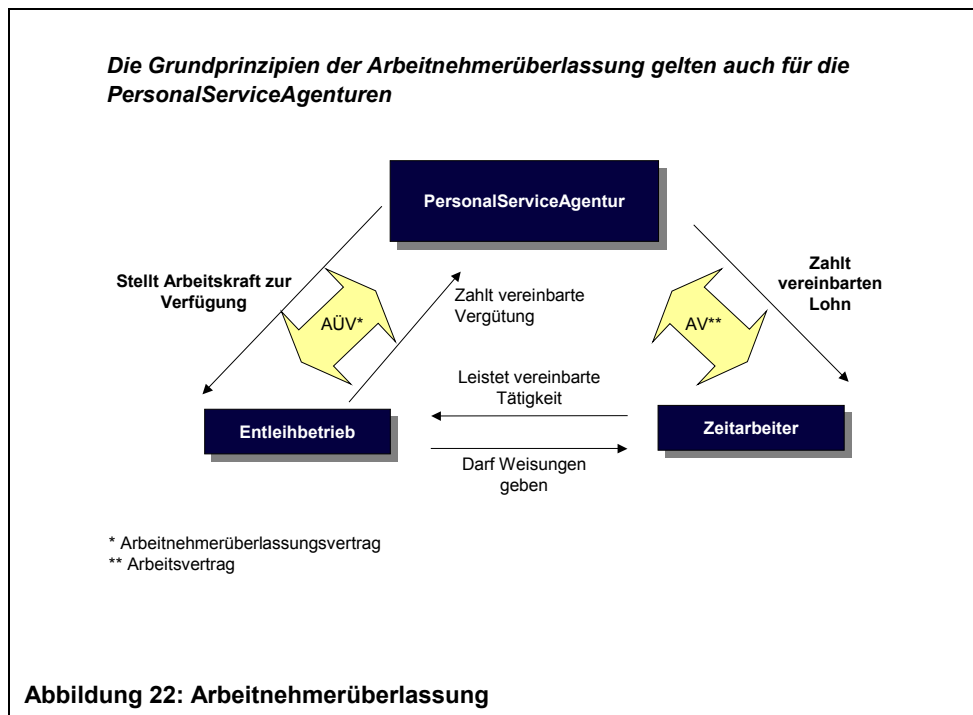 Die Grundprinzipien der Arbeitnehmerüberlassung gelten auch für die
PersonalServiceAgenturen
PersonalServiceAgentur
Stellt Arbeitskraft zur
Verfügung
AÜV*
Zahlt vereinbarte
Vergütung
AV**
Zahlt
vereinbarten
Lohn
Leistet vereinbarte
Tätigkeit
Entleihbetrieb
Zeitarbeiter
Darf Weisungen
geben
* Arbeitnehmerüberlassungsvertrag
** Arbeitsvertrag
Abbildung 22: Arbeitnehmerüberlassung